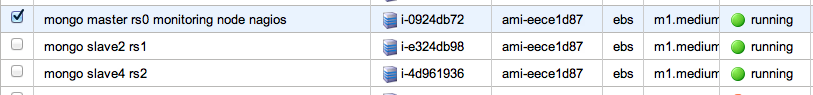 mongo master rs0 monitoring node nagios i-0924db72 ami-eece1d87 ebs m1.medium running
mongo slave2 rs1 i-e324db98 ami-eece1d87 ebs m1.medium running
mongo slave4 rs2 i-4d961936 ami-eece1d87 ebs m1.medium running